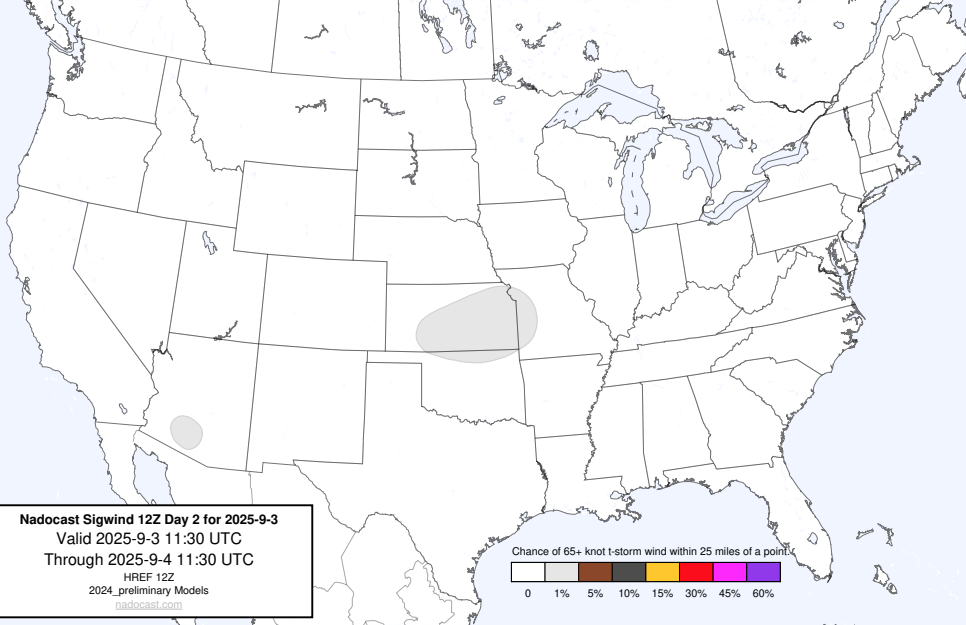 Nadocast Sigwind 12Z Day 2 for 2025-9-3
Valid 2025-9-3 11:30 UTC
Through 2025-9-4 11:30 UTC
HREF 12Z
2024_preliminary Models
nadocast.com
Chance of 65+ knot t-storm wind within 25 miles of a point.
0 1% 5% 10% 15% 30% 45% 60%